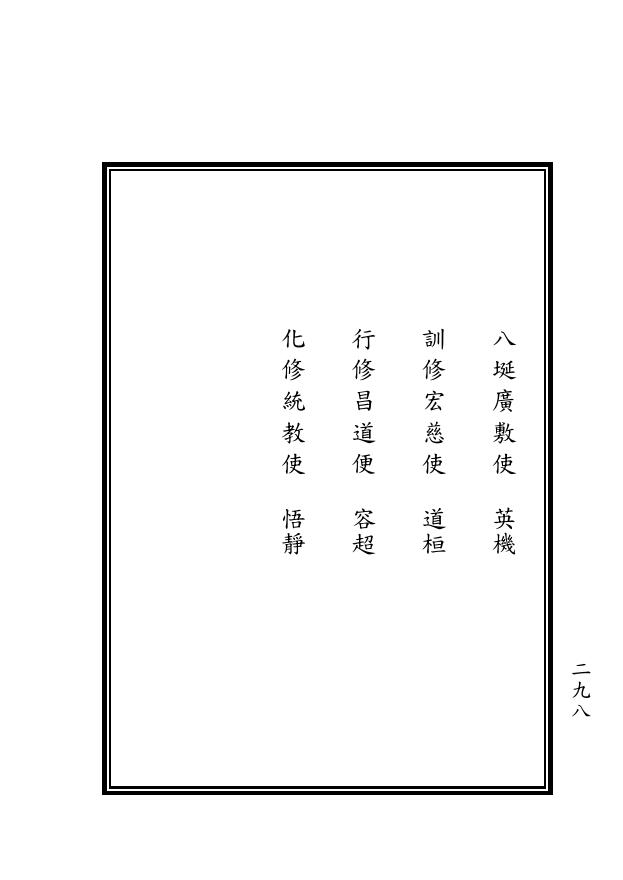 八埏廣敷使　英機
訓修宏慈使　道桓
行修昌道便　容超
化修統教使　悟靜
二九八